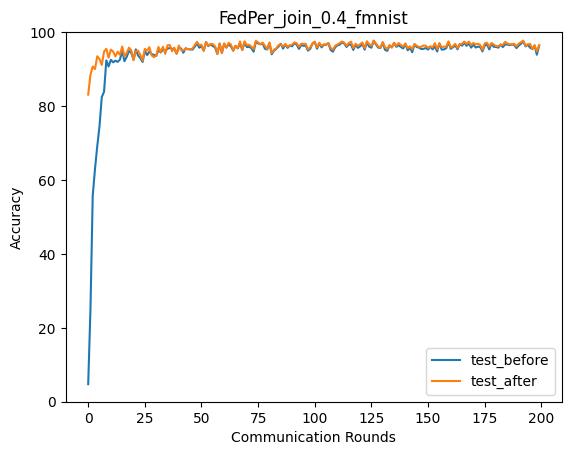 FedPer_join_0.4_fmnist
Accuracy
100
80
60
40
20
0
0 25 50 75 100 125 150 175 200
Communication Rounds
test_before
test_after